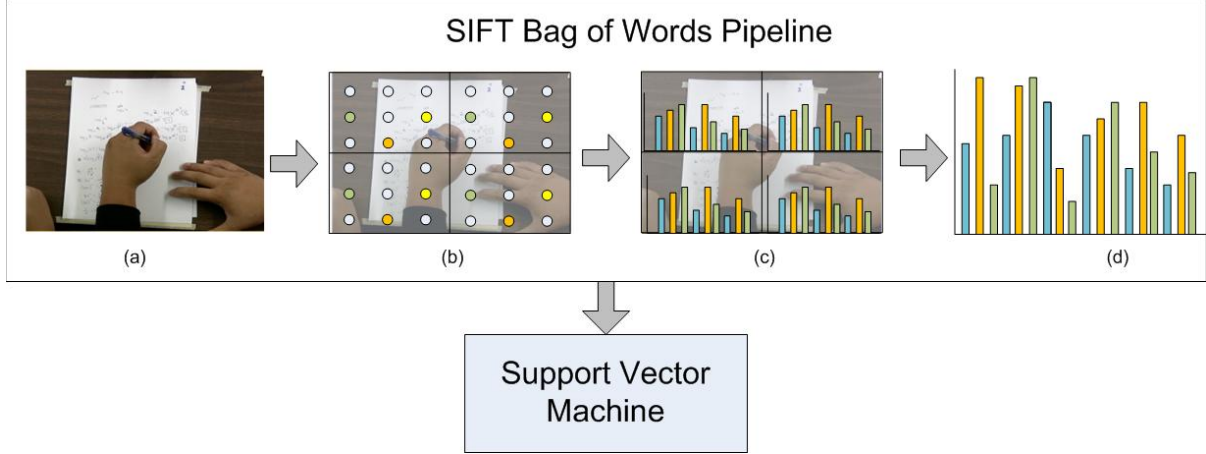 SIFT Bag of Words Pipeline
(a)
(b)
(c)
(d)
Support Vector
Machine